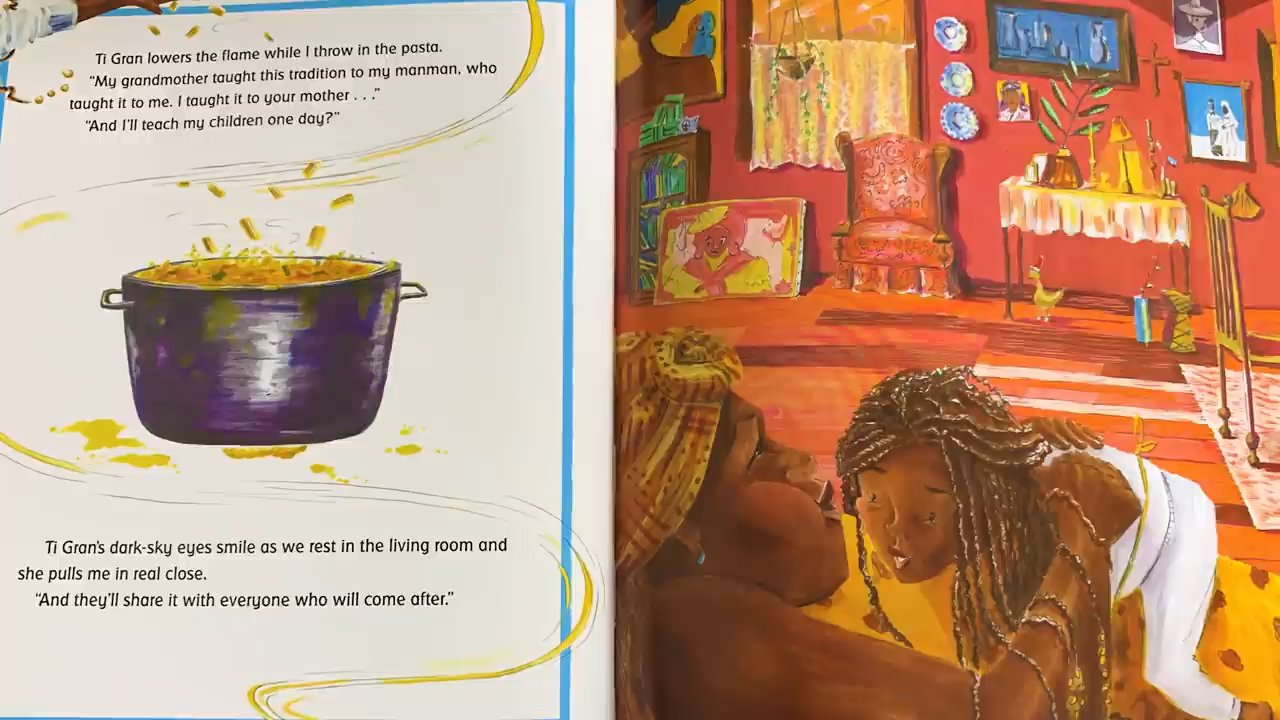 Ti Gran lowers the flame while I throw in the pasta.
“My grandmother taught this tradition to my manman, who
taught it to me. I taught it to your mother . . .”
“And I’ll teach my children one day?”
Ti Gran’s dark-sky eyes smile as we rest in the living room and
she pulls me in real close.
“And they’ll share it with everyone who will come after.”